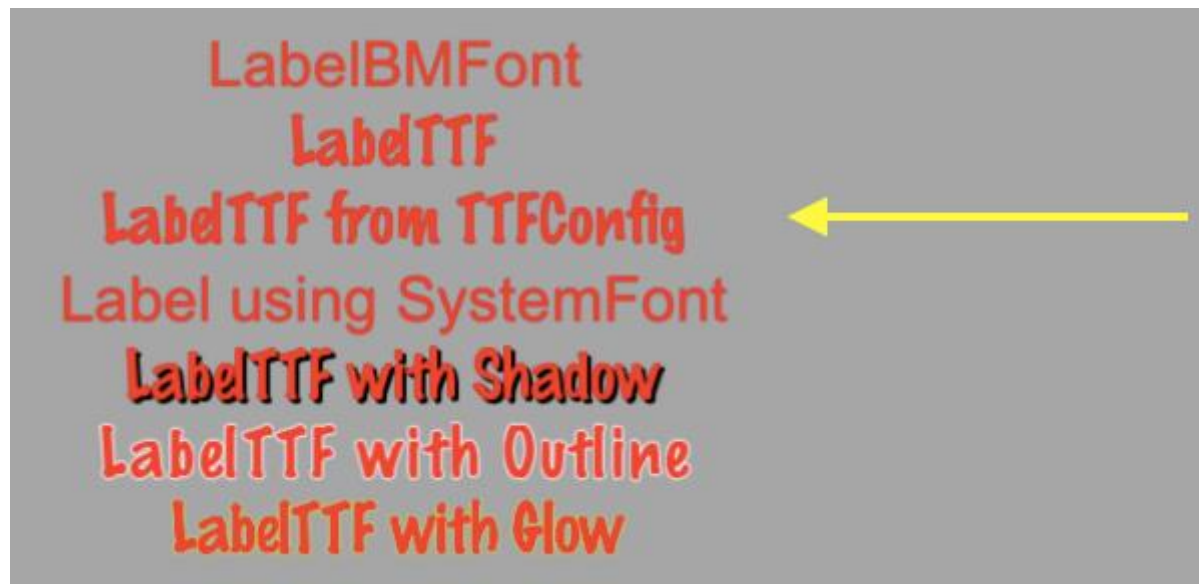 LabelBMFont
LabelTTF
LabelTTF from TTFConfig
Label using SystemFont
LabelTTF with Shadow
LabelTTF with Outline
LabelTTF with Glow